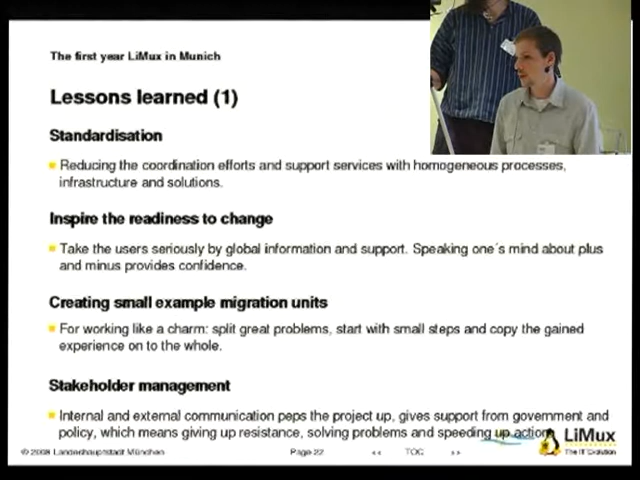 The first year LiMux in Munich
Lessons learned (1)
Standardisation
Reducing the coordination efforts and support services with homogeneous processes,
infrastructure and solutions.
Inspire the readiness to change
Take the users seriously by global information and support. Speaking one´s mind about plus
and minus provides confidence.
Creating small example migration units
For working like a charm: split great problems, start with small steps and copy the gained
experience on to the whole.
Stakeholder management
Internal and external communication peps the project up, gives support from government and
policy, which means giving up resistance, solving problems and speeding up action.
© 2008 Landeshauptstadt München
Page 22
<<
TOC
>>
LiMux
The IT Evolution